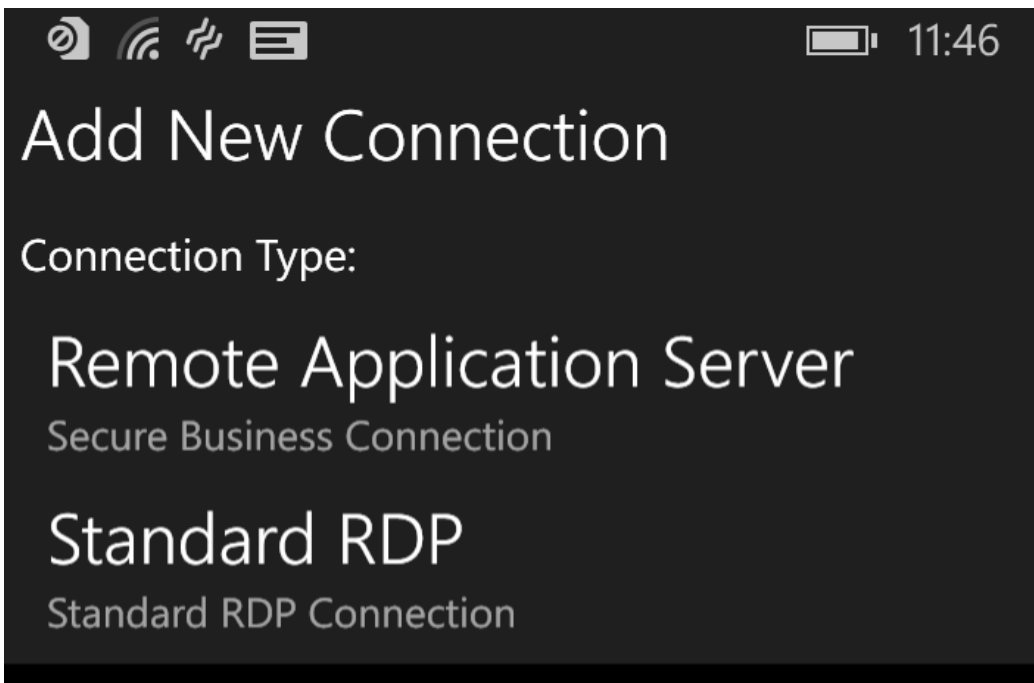 11:46
Add New Connection
Connection Type:
Remote Application Server
Secure Business Connection
Standard RDP
Standard RDP Connection